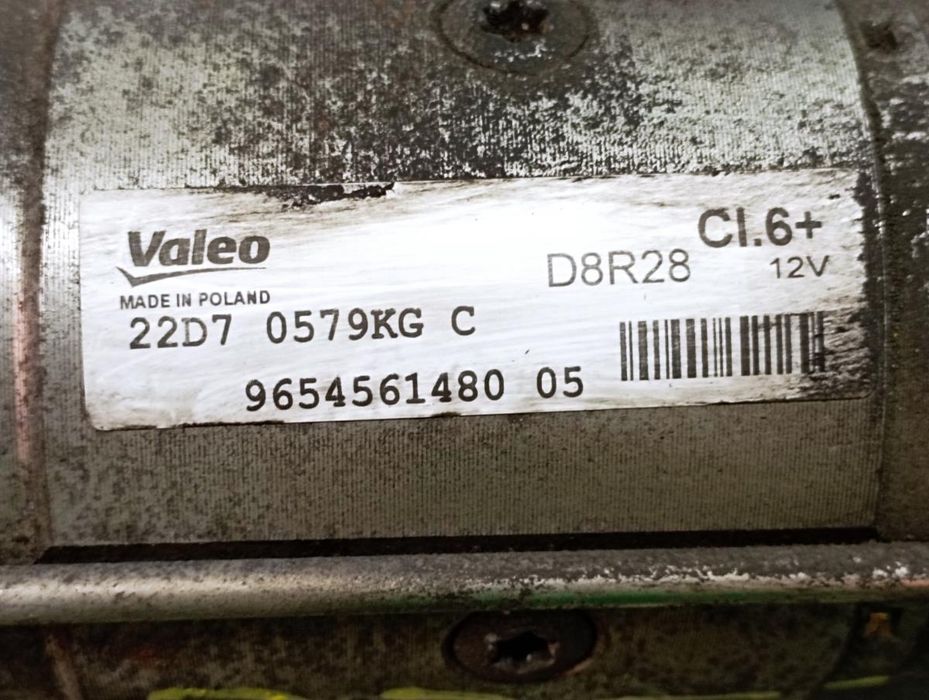 Valeo
MADE IN POLAND
Cl.6+
D8R28 12V
22D7 0579KG C
9654561480 05